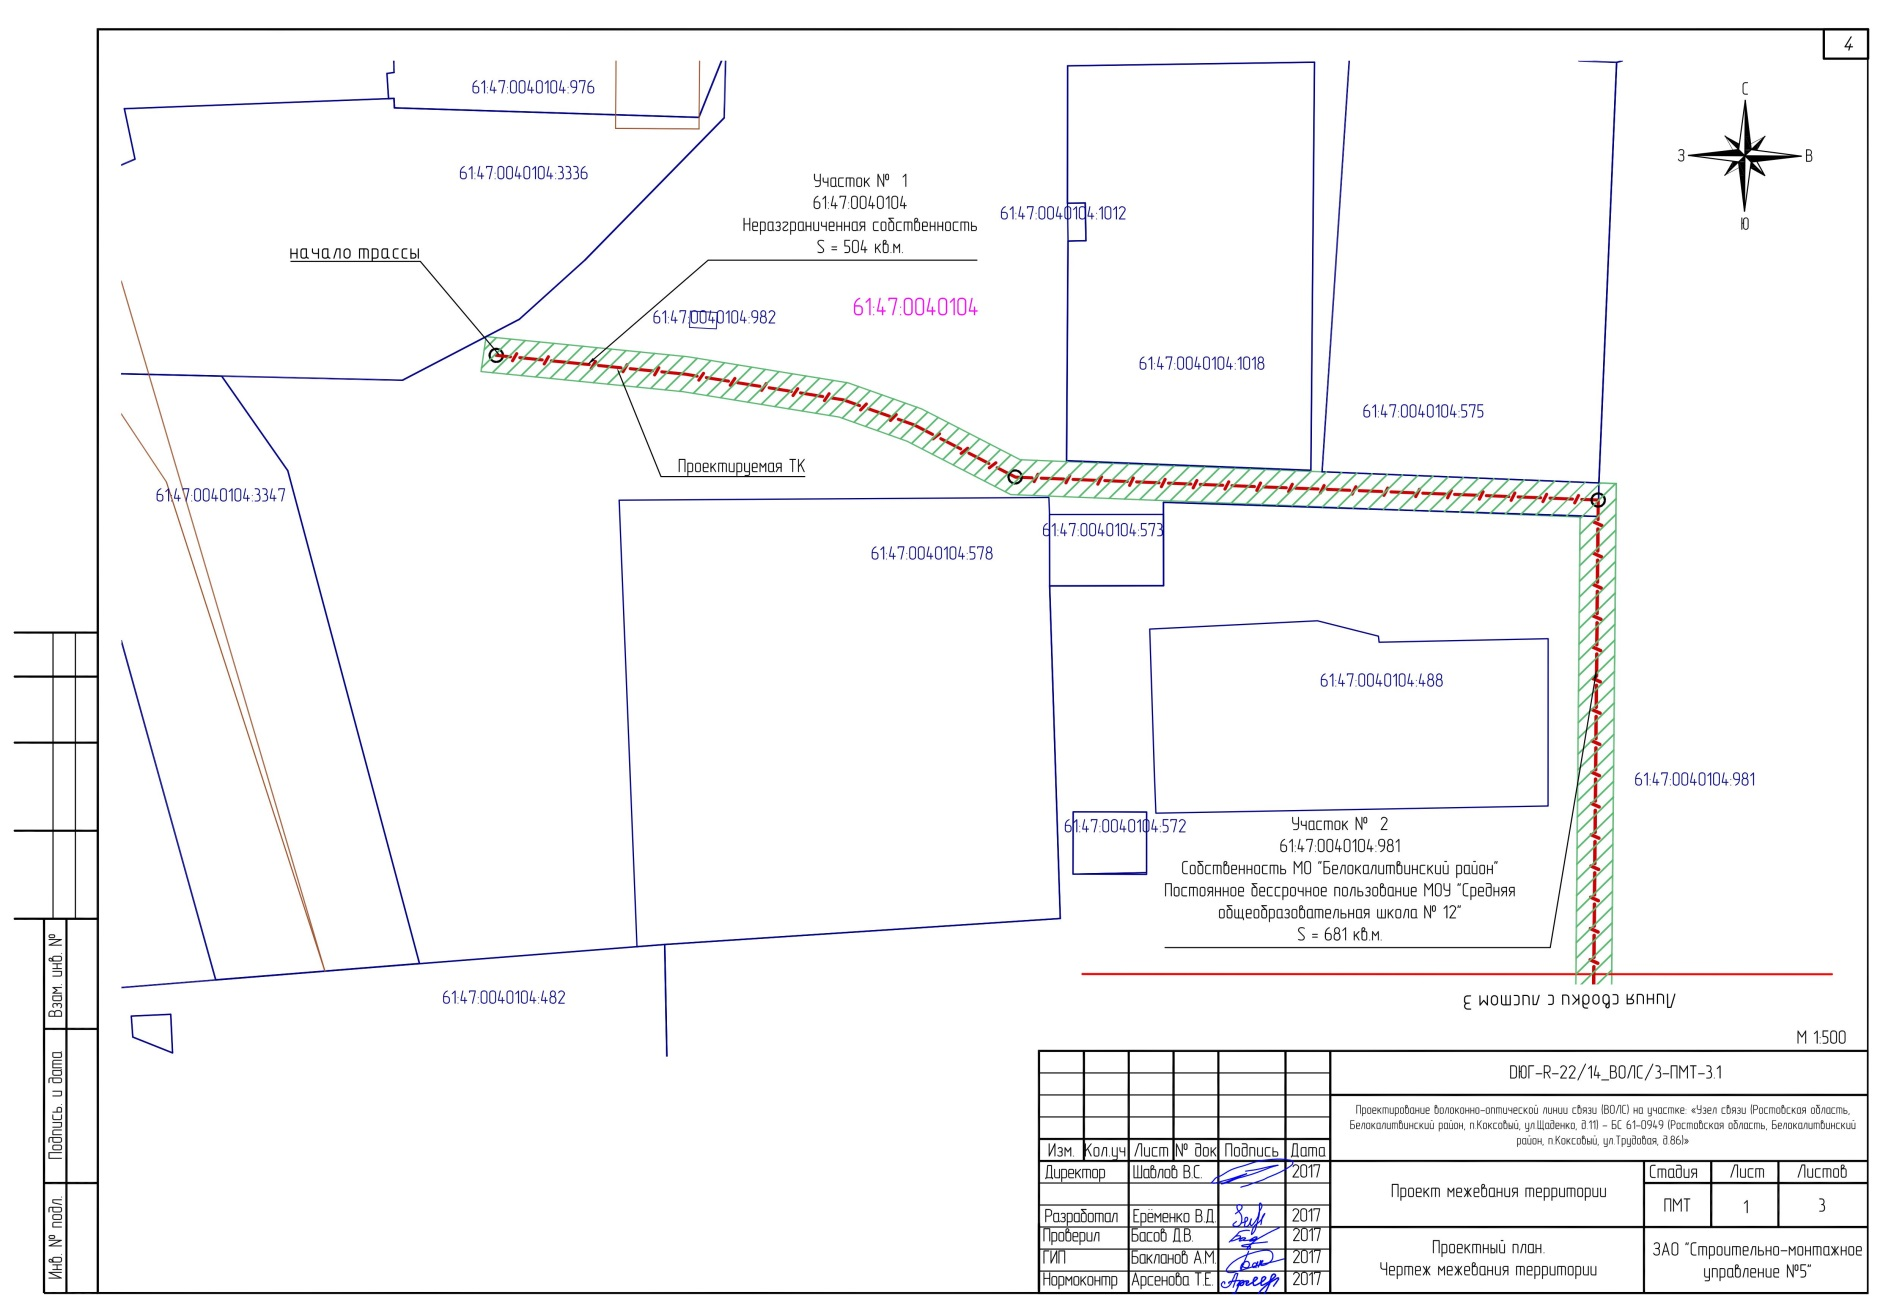 4
61:47:0040104:976
С
З
В
Ю
61:47:0040104:3336
Участок № 1
61:47:0040104
Неразграниченная собственность
S = 504 кв.м.
61:47:0040104:1012
начало трассы
61:47:0040104
61:47:0040104:982
61:47:0040104:1018
61:47:0040104:575
Проектируемая ТК
61:47:0040104:3347
61:47:0040104:573
61:47:0040104:578
61:47:0040104:488
61:47:0040104:981
61:47:0040104:572
Участок № 2
61:47:0040104:981
Собственность МО "Белокалитвинский район"
Постоянное бессрочное пользование МОУ "Средняя
общеобразовательная школа № 12"
S = 681 кв.м.
61:47:0040104:482
Линия сводки с листом 3
М 1:500
Взам. инв. №
Подпись. и дата
Инв. № подл.
DЮГ-R-22/14_ВОЛС/3-ПМТ-3.1
Проектирование волоконно-оптической линии связи (ВОЛС) на участке: «Узел связи (Ростовская область,
Белокалитвинский район, п.Коксовый, ул.Щаденко, д.11) - БС 61-0949 (Ростовская область, Белокалитвинский
район, п.Коксовый, ул.Трудовая, д.86)»
Изм. Кол.уч Лист № док Подпись Дата
Директор Шавлов В.С. 2017
Разработал Ерёменко В.Д. 2017
Проверил Басов Д.В. 2017
ГИП Бакланов А.М. 2017
Нормоконтр Арсенова Т.Е. 2017
Проект межевания территории
Стадия Лист Листов
ПМТ 1 3
Проектный план.
Чертеж межевания территории
ЗАО "Строительно-монтажное
управление №5"